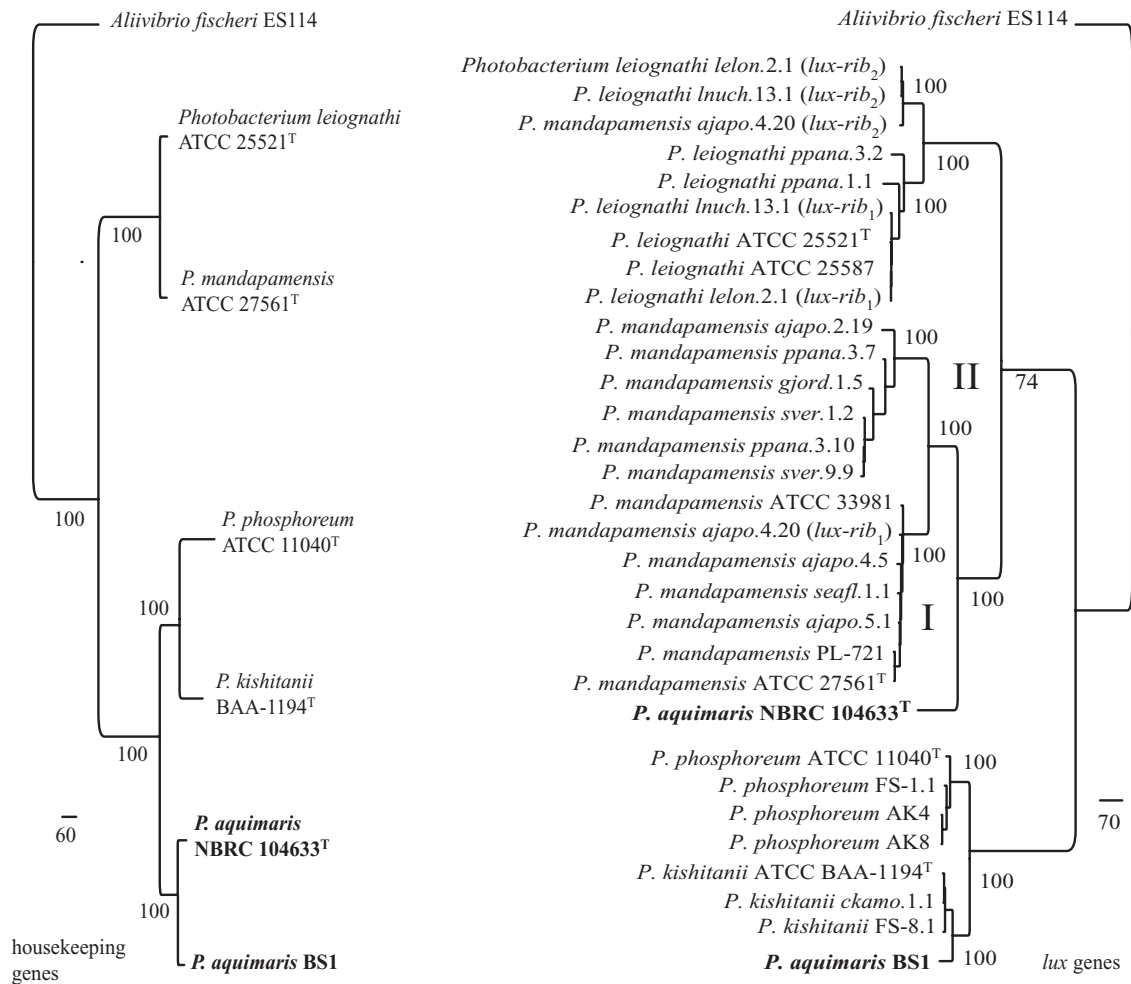 Aliivibrio fischeri ES114
Photobacterium leiognathi
ATCC 25521ᵀ
100
P. mandapamensis
ATCC 27561ᵀ
100
P. phosphoreum
ATCC 11040ᵀ
100
P. kishitanii
BAA-1194ᵀ
100
60
P. aquimaris
NBRC 104633ᵀ
100
housekeeping
genes
P. aquimaris BS1
Aliivibrio fischeri ES114
Photobacterium leiognathi lelon.2.1 (lux-rib₂)
100
P. leiognathi lnuch.13.1 (lux-rib₂)
P. mandapamensis ajapo.4.20 (lux-rib₂)
P. leiognathi ppana.3.2
100
P. leiognathi ppana.1.1
P. leiognathi lnuch.13.1 (lux-rib₁)
100
P. leiognathi ATCC 25521ᵀ
P. leiognathi ATCC 25587
P. leiognathi lelon.2.1 (lux-rib₁)
P. mandapamensis ajapo.2.19
100
P. mandapamensis ppana.3.7
P. mandapamensis gjord.1.5
II
74
P. mandapamensis sver.1.2
100
P. mandapamensis ppana.3.10
P. mandapamensis sver.9.9
P. mandapamensis ATCC 33981
P. mandapamensis ajapo.4.20 (lux-rib₁)
100
P. mandapamensis ajapo.4.5
P. mandapamensis seafl.1.1
100
P. mandapamensis ajapo.5.1
I
P. mandapamensis PL-721
P. mandapamensis ATCC 27561ᵀ
P. aquimaris NBRC 104633ᵀ
P. phosphoreum ATCC 11040ᵀ
100
P. phosphoreum FS-1.1
P. phosphoreum AK4
70
P. phosphoreum AK8
P. kishitanii ATCC BAA-1194ᵀ
100
P. kishitanii ckamo.1.1
P. kishitanii FS-8.1
P. aquimaris BS1
100
lux genes